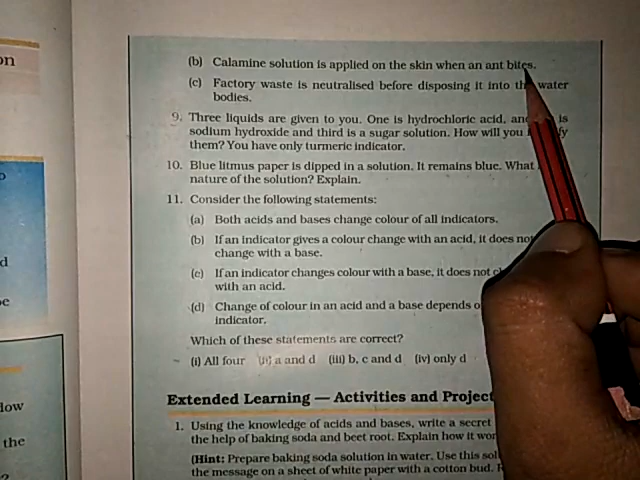 on
(b) Calamine solution is applied on the skin when an ant bites.
(c) Factory waste is neutralised before disposing it into the water
bodies.
9. Three liquids are given to you. One is hydrochloric acid, is
sodium hydroxide and third is a sugar solution. How will you
them? You have only turmeric indicator.
10. Blue litmus paper is dipped in a solution. It remains blue. What
nature of the solution? Explain.
11. Consider the following statements:
(a) Both acids and bases change colour of all indicators.
(b) If an indicator gives a colour change with an acid, it does not
change with a base.
(c) If an indicator changes colour with a base, it does not
with an acid.
(d) Change of colour in an acid and a base depends
indicator.
Which of these statements are correct?
(i) All four (ii) a and d (iii) b, c and d (iv) only d
Extended Learning — Activities and Project
1. Using the knowledge of acids and bases, write a secret
the help of baking soda and beet root. Explain how it
(Hint: Prepare baking soda solution in water. Use this
the message on a sheet of white paper with a cotton bud.
d
low
the